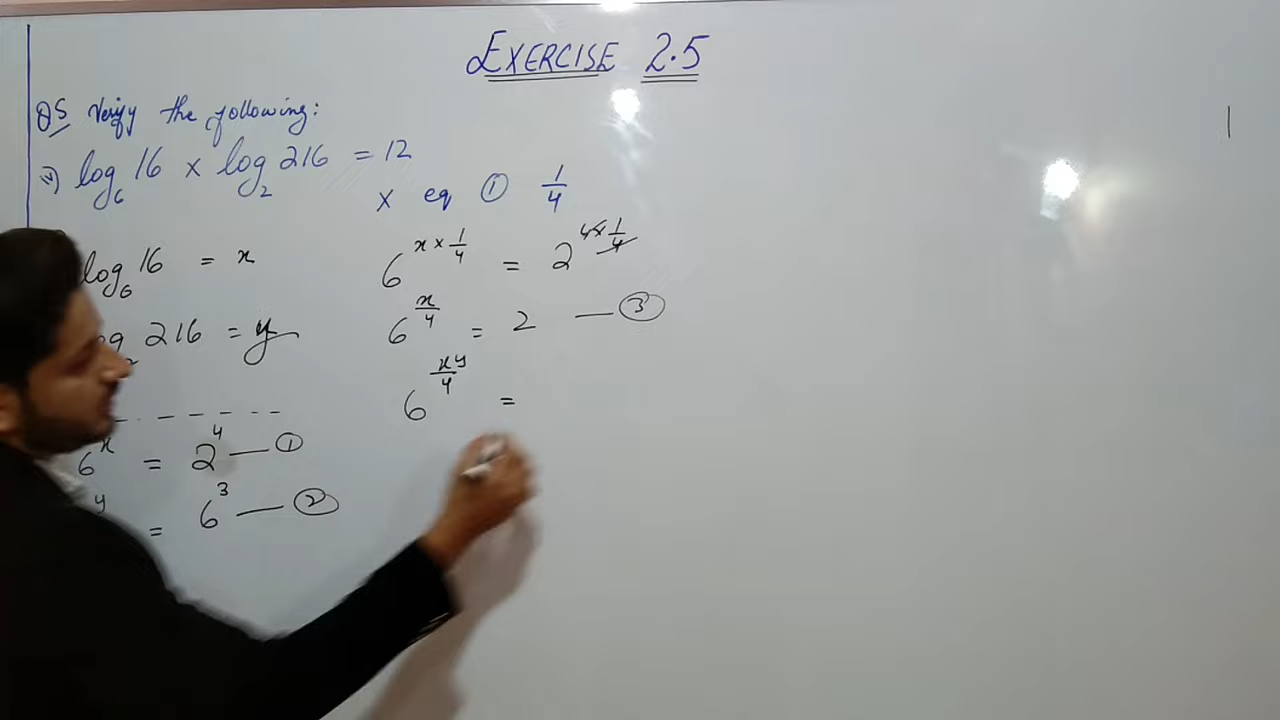 EXERCISE 2.5
Q5 Verify the following:
v) log₆ 16 × log₂ 216 = 12
× eq ① 1/4
log₆ 16 = x
216 = y
6^x = 2^4 — ①
y = 6^3 — ②
6^(x × 1/4) = 2^(4×1/4)
6^(x/4) = 2 — ③
6^(xy/4) =